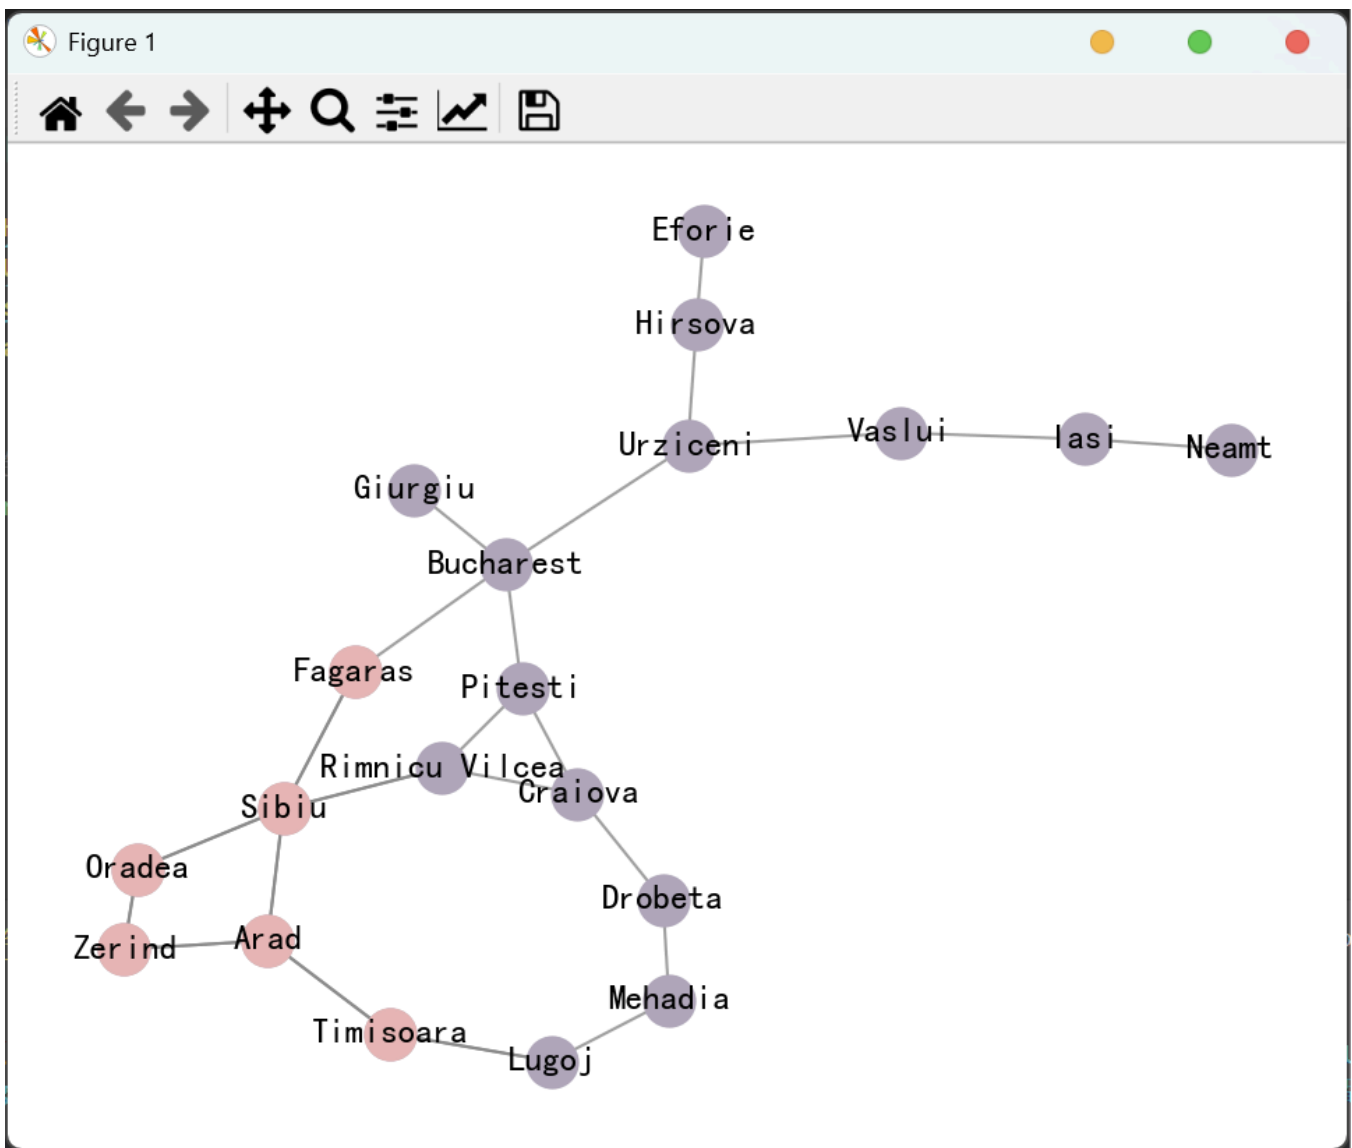 Figure 1
Eforie
Hirsova
Urziceni
Vaslui
Iasi
Neamt
Giurgiu
Bucharest
Fagaras
Pitesti
Rimnicu Vilcea
Craiova
Sibiu
Oradea
Drobeta
Zerind
Arad
Mehadia
Timisoara
Lugoj